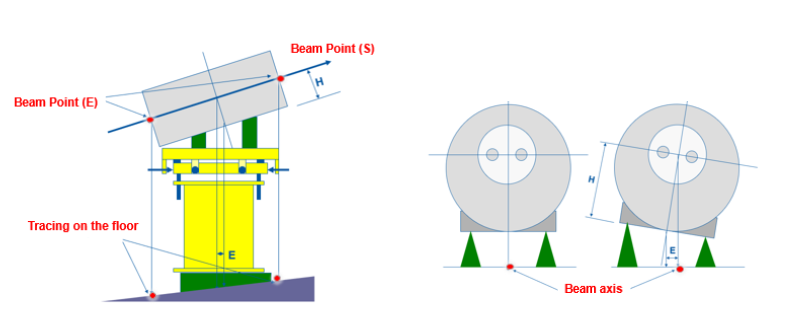 Beam Point (S)
H
Beam Point (E)
Tracing on the floor
E
H
E
Beam axis